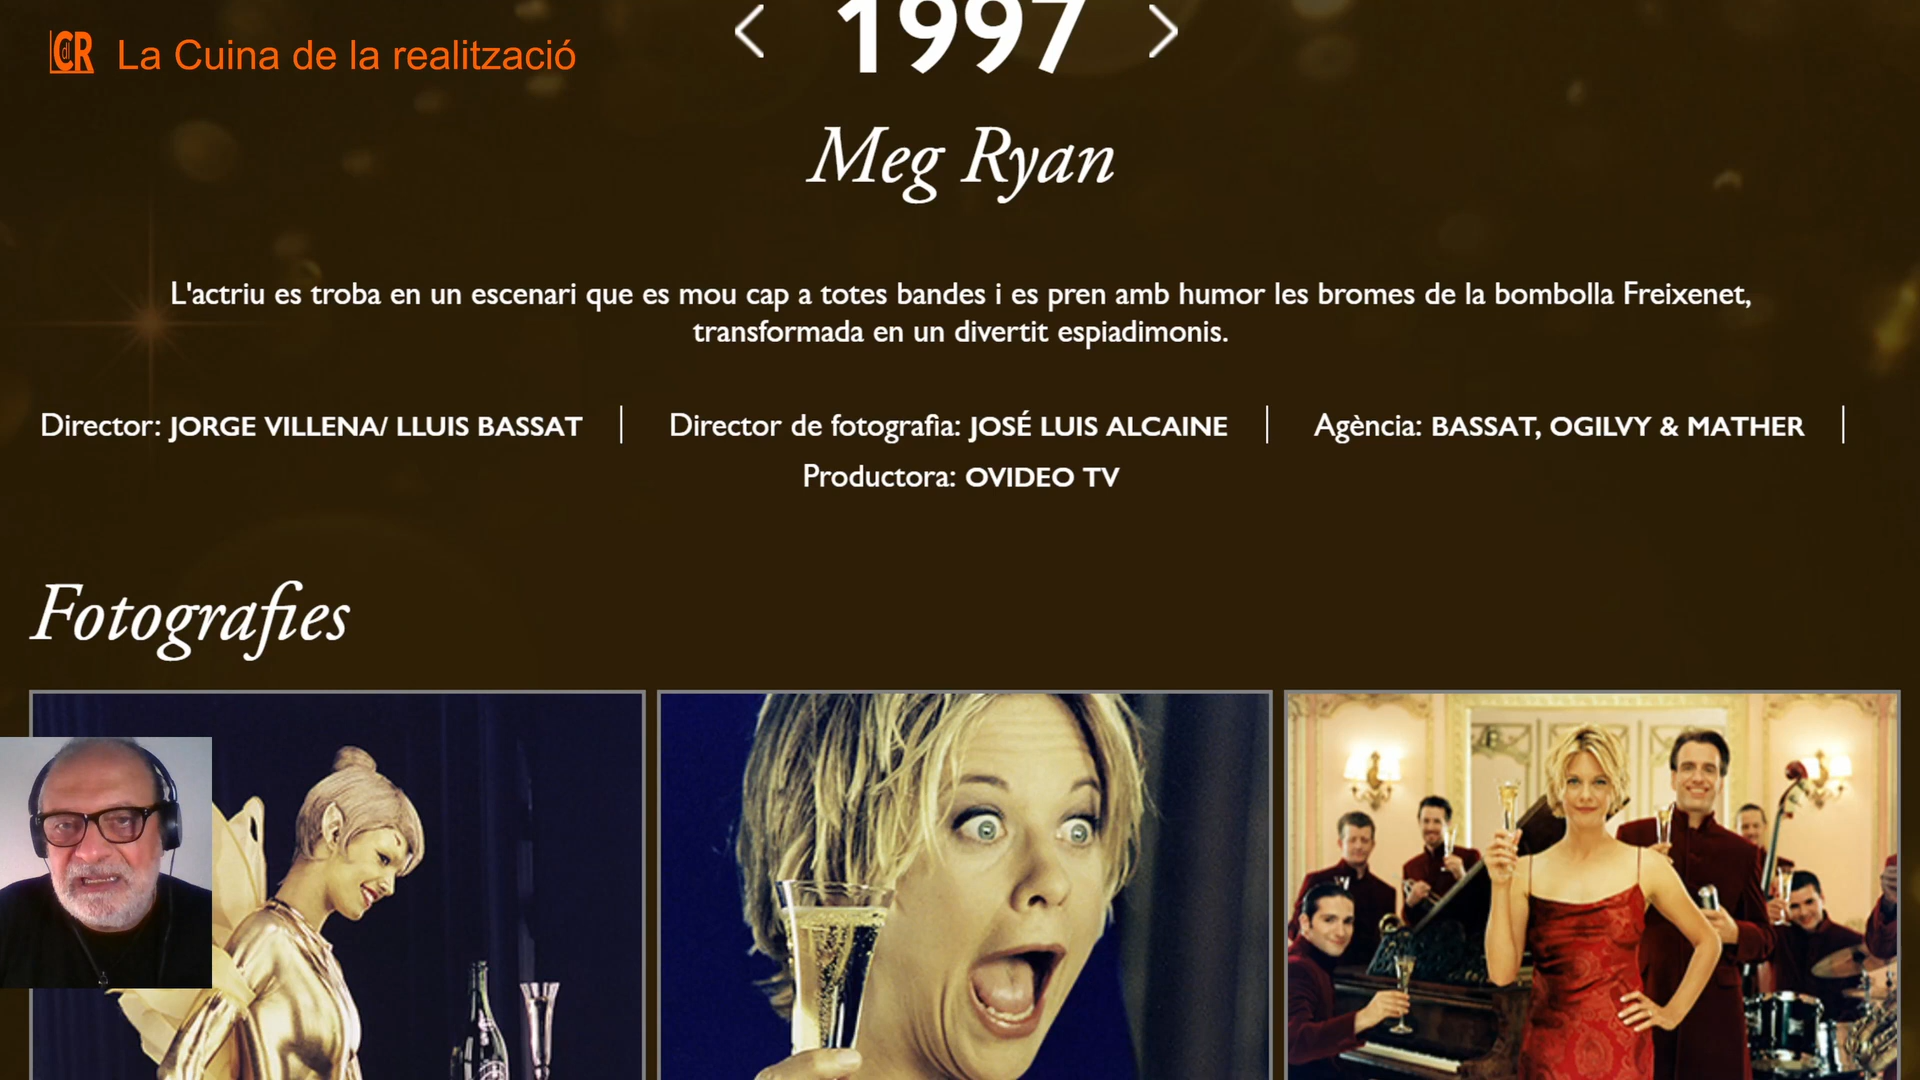 CdlR La Cuina de la realització
< 1997 >
Meg Ryan
L'actriu es troba en un escenari que es mou cap a totes bandes i es pren amb humor les bromes de la bombolla Freixenet,
transformada en un divertit espiadimonis.
Director: JORGE VILLENA/ LLUIS BASSAT | Director de fotografia: JOSÉ LUIS ALCAINE | Agència: BASSAT, OGILVY & MATHER |
Productora: OVIDEO TV
Fotografies